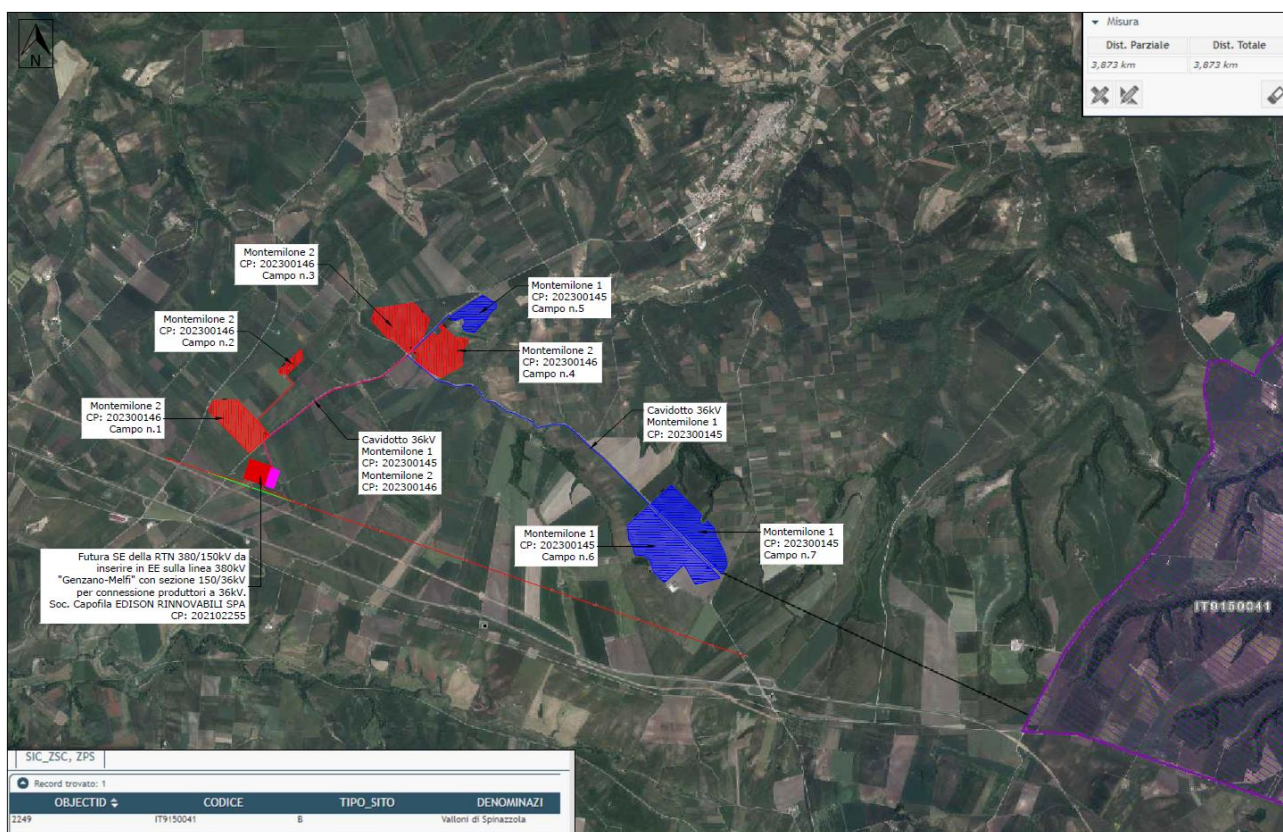 N
Misura
Dist. Parziale Dist. Totale
3,873 km 3,873 km
Montemilone 2
CP: 202300146
Campo n.3
Montemilone 1
CP: 202300145
Campo n.5
Montemilone 2
CP: 202300146
Campo n.2
Montemilone 2
CP: 202300146
Campo n.4
Montemilone 2
CP: 202300146
Campo n.1
Cavidotto 36kV
Montemilone 1
CP: 202300145
Cavidotto 36kV
Montemilone 1
CP: 202300145
Montemilone 2
CP: 202300146
Montemilone 1
CP: 202300145
Campo n.6
Montemilone 1
CP: 202300145
Campo n.7
Futura SE della RTN 380/150kV da
inserire in EE sulla linea 380kV
"Genzano-Melfi" con sezione 150/36kV
per connessione produttori a 36kV.
Soc. Capofila EDISON RINNOVABILI SPA
CP: 202102255
IT9150041
SIC_ZSC, ZPS
Record trovato: 1
OBJECTID CODICE TIPO_SITO DENOMINAZI
2249 IT9150041 B Valloni di Spinazzola